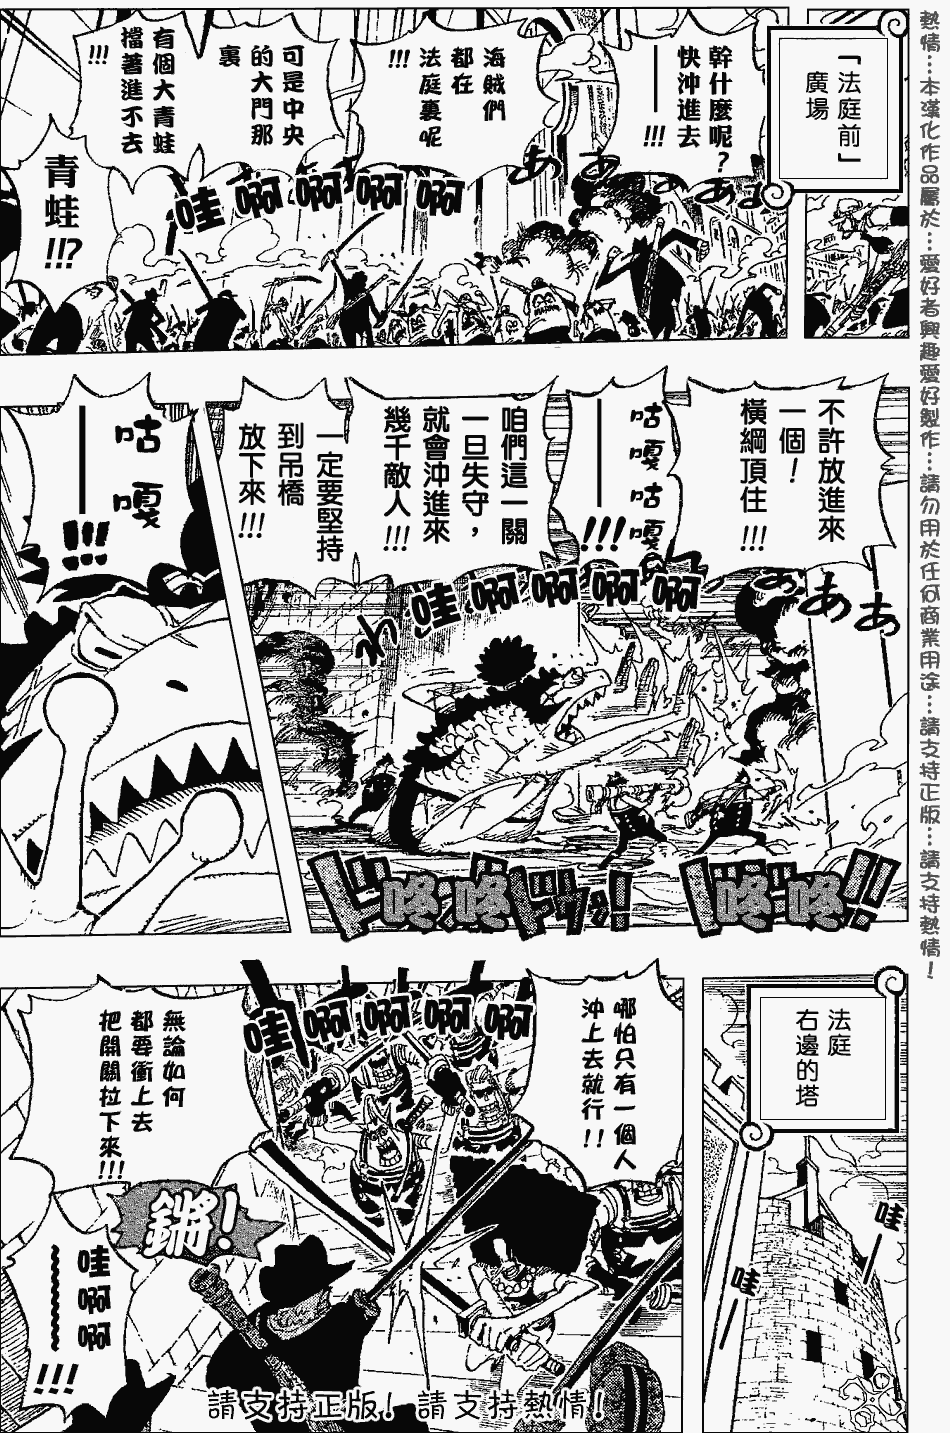 「法庭前」
廣場
幹什麼呢？
快沖進去
——!!!
海賊們
都在
法庭裏呢
!!!
可是中央
的大門那
裏
有個大青蛙
擋著進不去
!!!
青蛙!!?
あぁぁぁぁ
哇啊啊啊啊
不許放進來
一個！
橫綱頂住!!!
咕嘎咕嘎
——!!!
咱們這一關
一旦失守，
就會沖進來
幾千敵人!!!
一定要堅持
到吊橋
放下來!!!
咕嘎
——!!!
ああ
哇啊啊啊啊
わ
咚咚!!
咚咚!!
法庭
右邊的塔
哇——
哇——
哪怕只有一個人
沖上去就行!!
哇啊啊啊啊
無論如何
都要衝上去
把開關拉下來!!!
鏘！
哇啊啊
!!!
請支持正版！請支持熱情！
熱情…本漢化作品屬於…愛好者興趣愛好製作…請勿用於任何商業用途…請支持正版…請支持熱情！